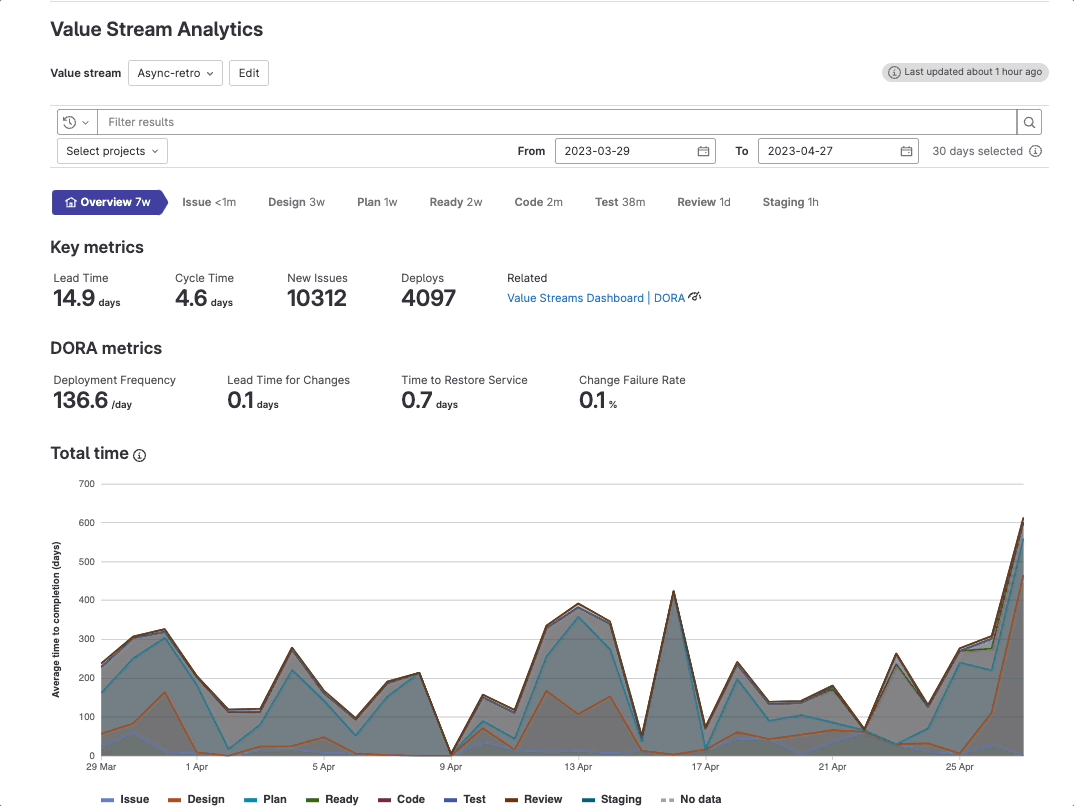 Value Stream Analytics
Value stream Async-retro Edit Last updated about 1 hour ago
Filter results
Select projects From 2023-03-29 To 2023-04-27 30 days selected
Overview 7w Issue <1m Design 3w Plan 1w Ready 2w Code 2m Test 38m Review 1d Staging 1h
Key metrics
Lead Time Cycle Time New Issues Deploys Related
14.9 days 4.6 days 10312 4097 Value Streams Dashboard | DORA
DORA metrics
Deployment Frequency Lead Time for Changes Time to Restore Service Change Failure Rate
136.6 /day 0.1 days 0.7 days 0.1 %
Total time
Average time to completion (days)
700
600
500
400
300
200
100
0
29 Mar 1 Apr 5 Apr 9 Apr 13 Apr 17 Apr 21 Apr 25 Apr
Issue Design Plan Ready Code Test Review Staging No data